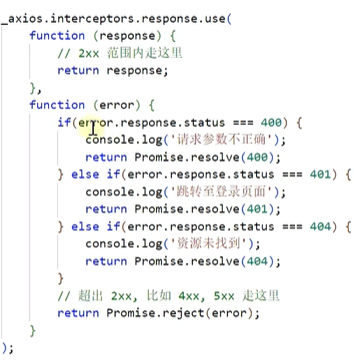 _axios.interceptors.response.use(
    function (response) {
        // 2xx 范围内走这里
        return response;
    },
    function (error) {
        if(error.response.status === 400) {
            console.log('请求参数不正确');
            return Promise.resolve(400);
        } else if(error.response.status === 401) {
            console.log('跳转至登录页面');
            return Promise.resolve(401);
        } else if(error.response.status === 404) {
            console.log('资源未找到');
            return Promise.resolve(404);
        }
        // 超出 2xx, 比如 4xx, 5xx 走这里
        return Promise.reject(error);
    }
);